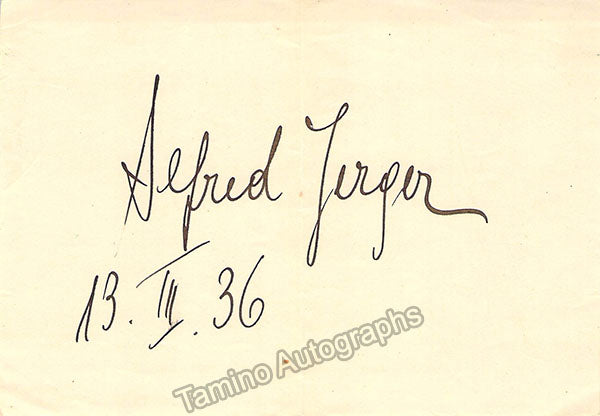 Alfred Jerger
13. III. 36
Tamino Autographs